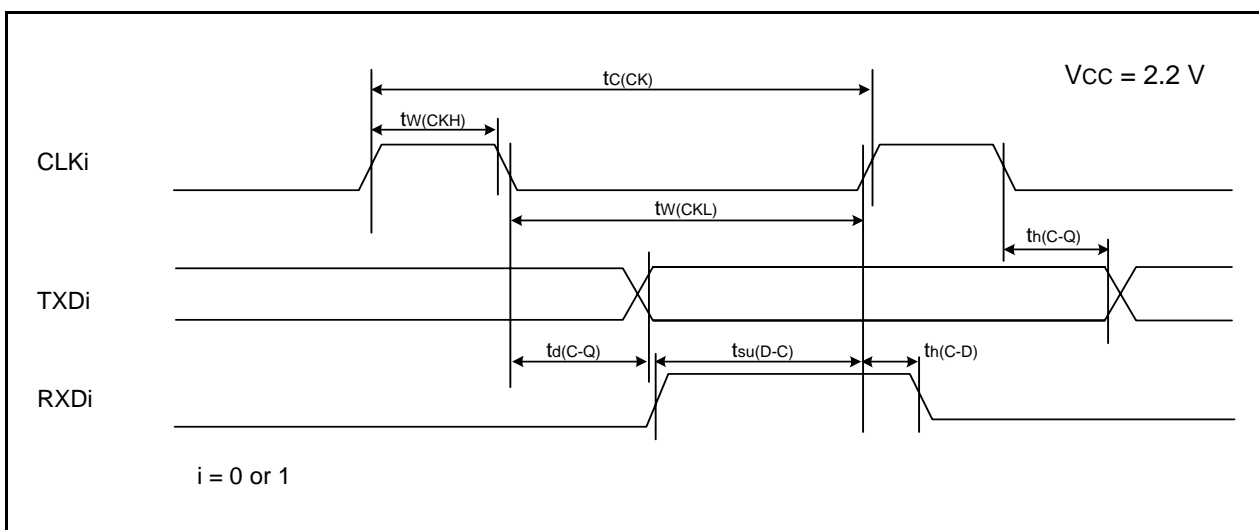 tC(CK)
VCC = 2.2 V
tW(CKH)
CLKi
tW(CKL)
th(C-Q)
TXDi
td(C-Q)
tsu(D-C)
th(C-D)
RXDi
i = 0 or 1